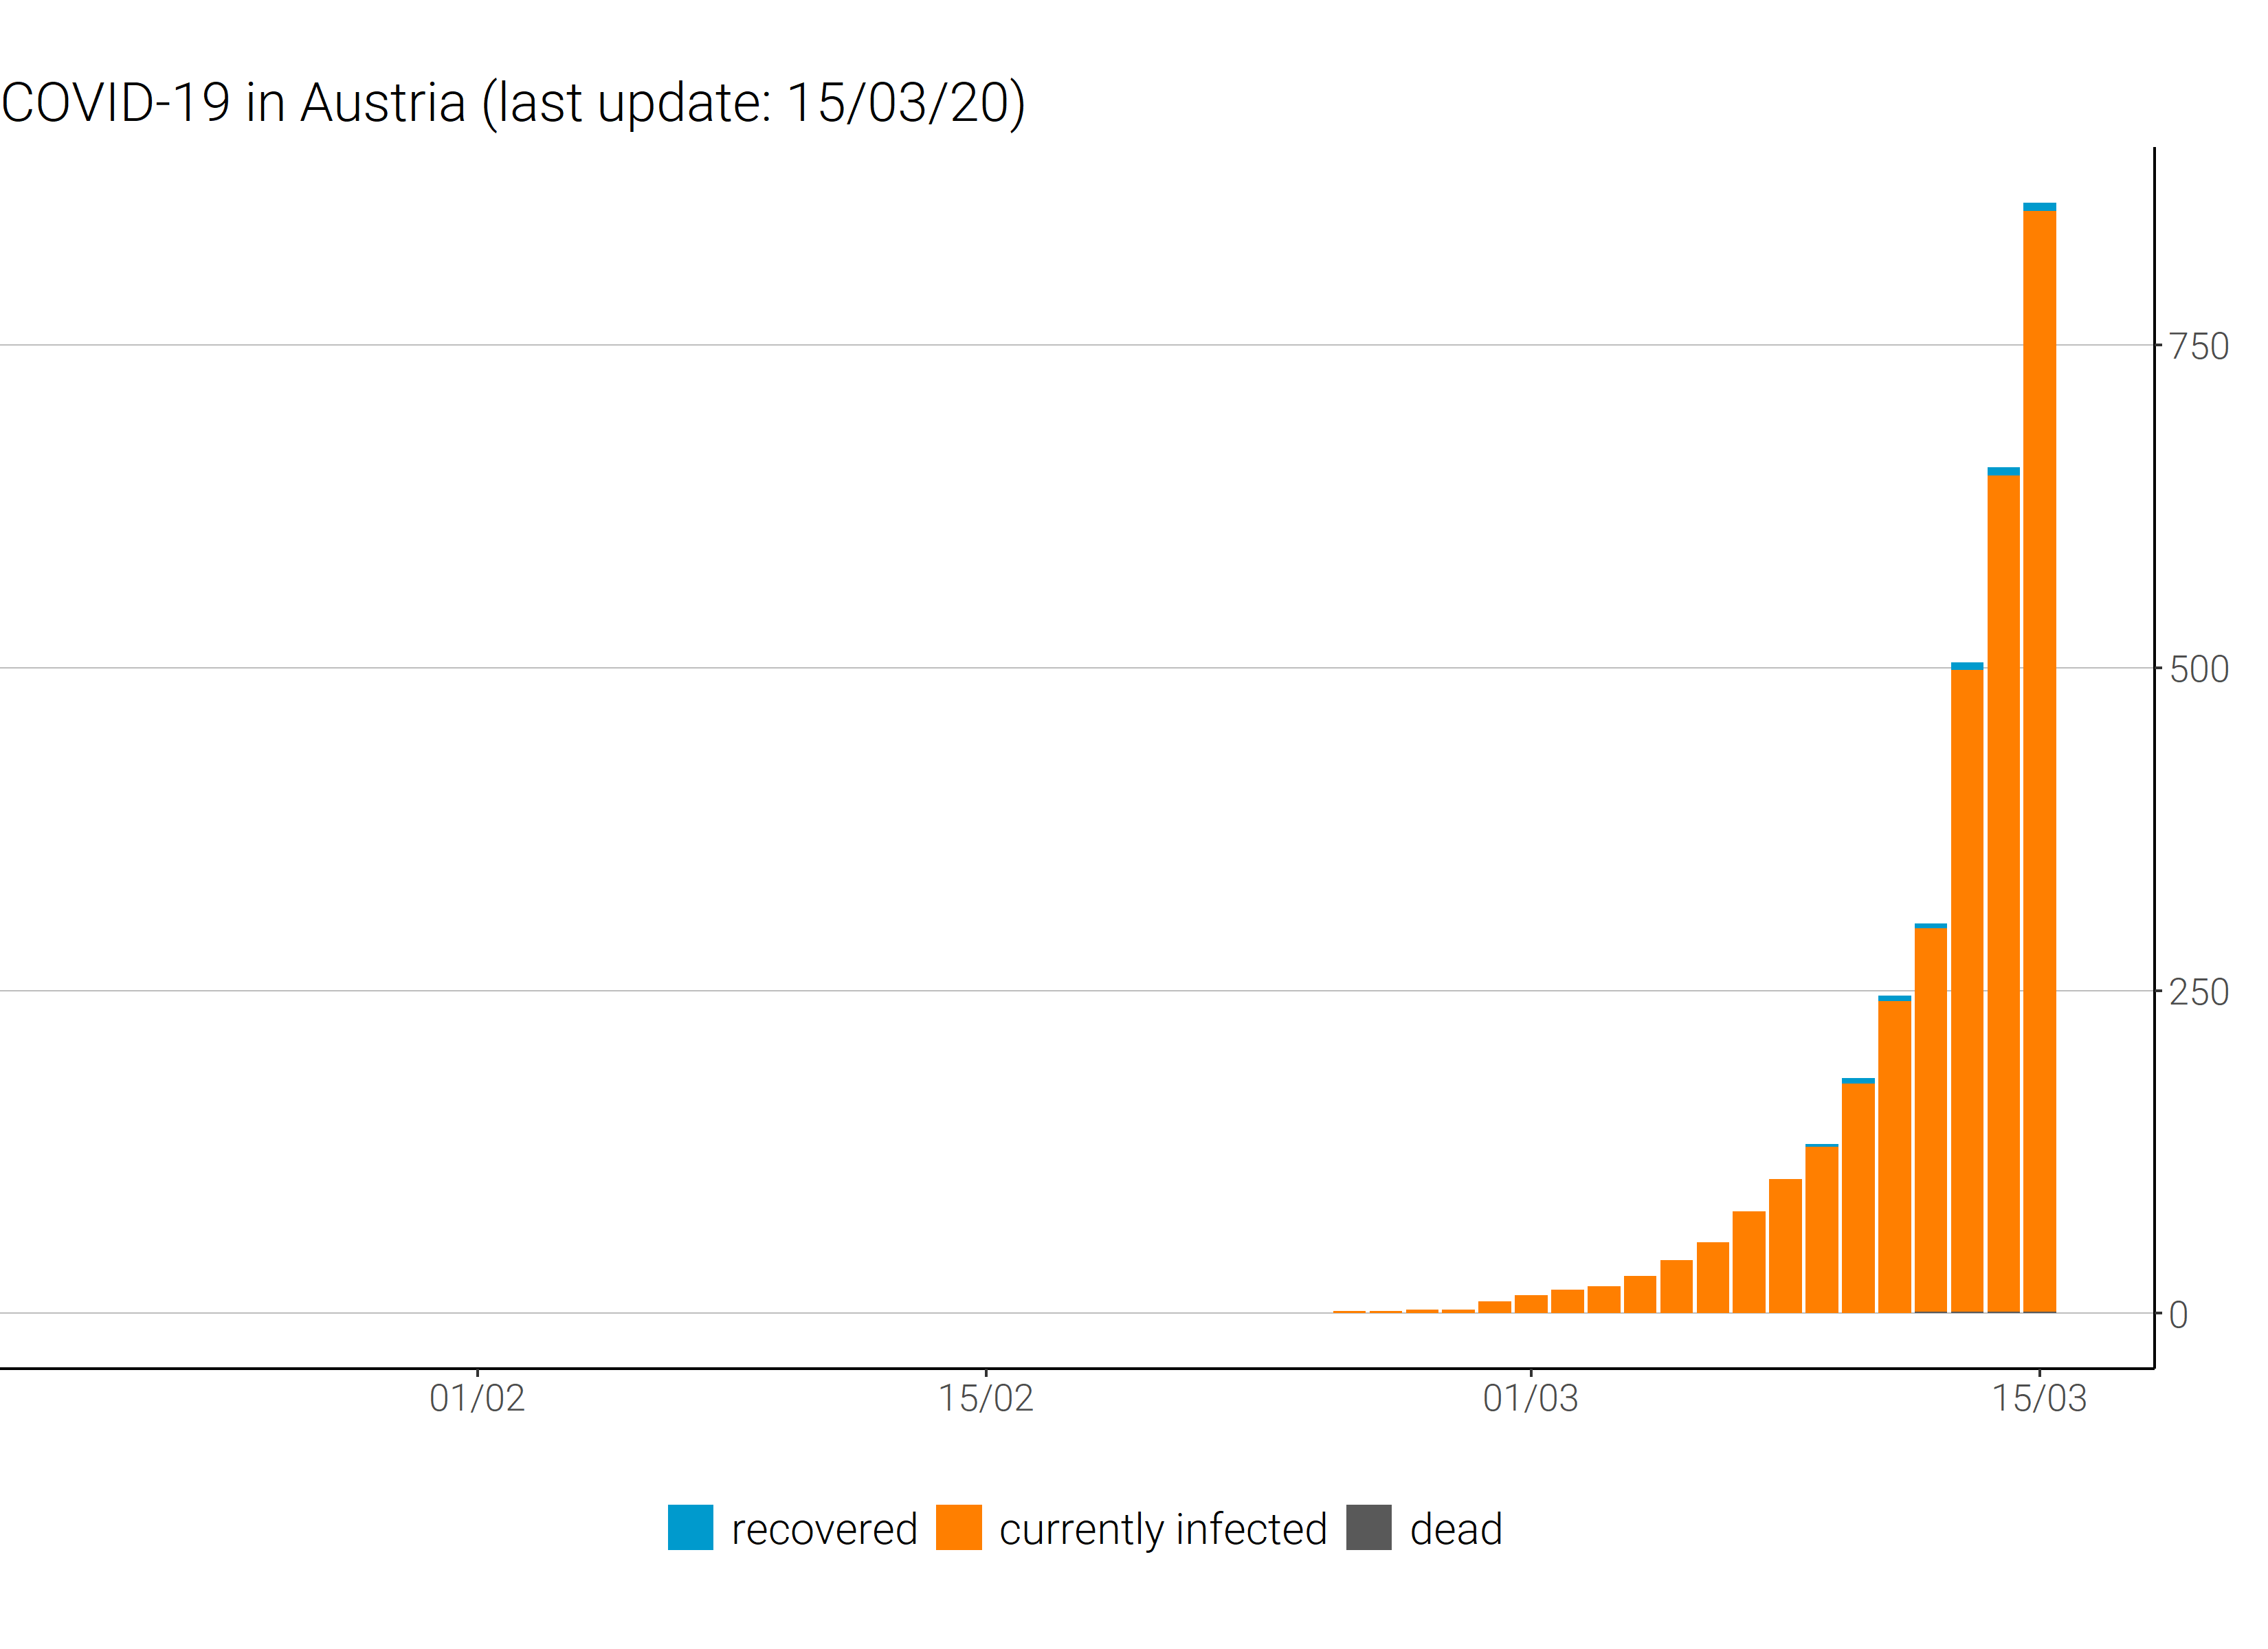 COVID-19 in Austria (last update: 15/03/20)
750
500
250
0
01/02 15/02 01/03 15/03
recovered currently infected dead